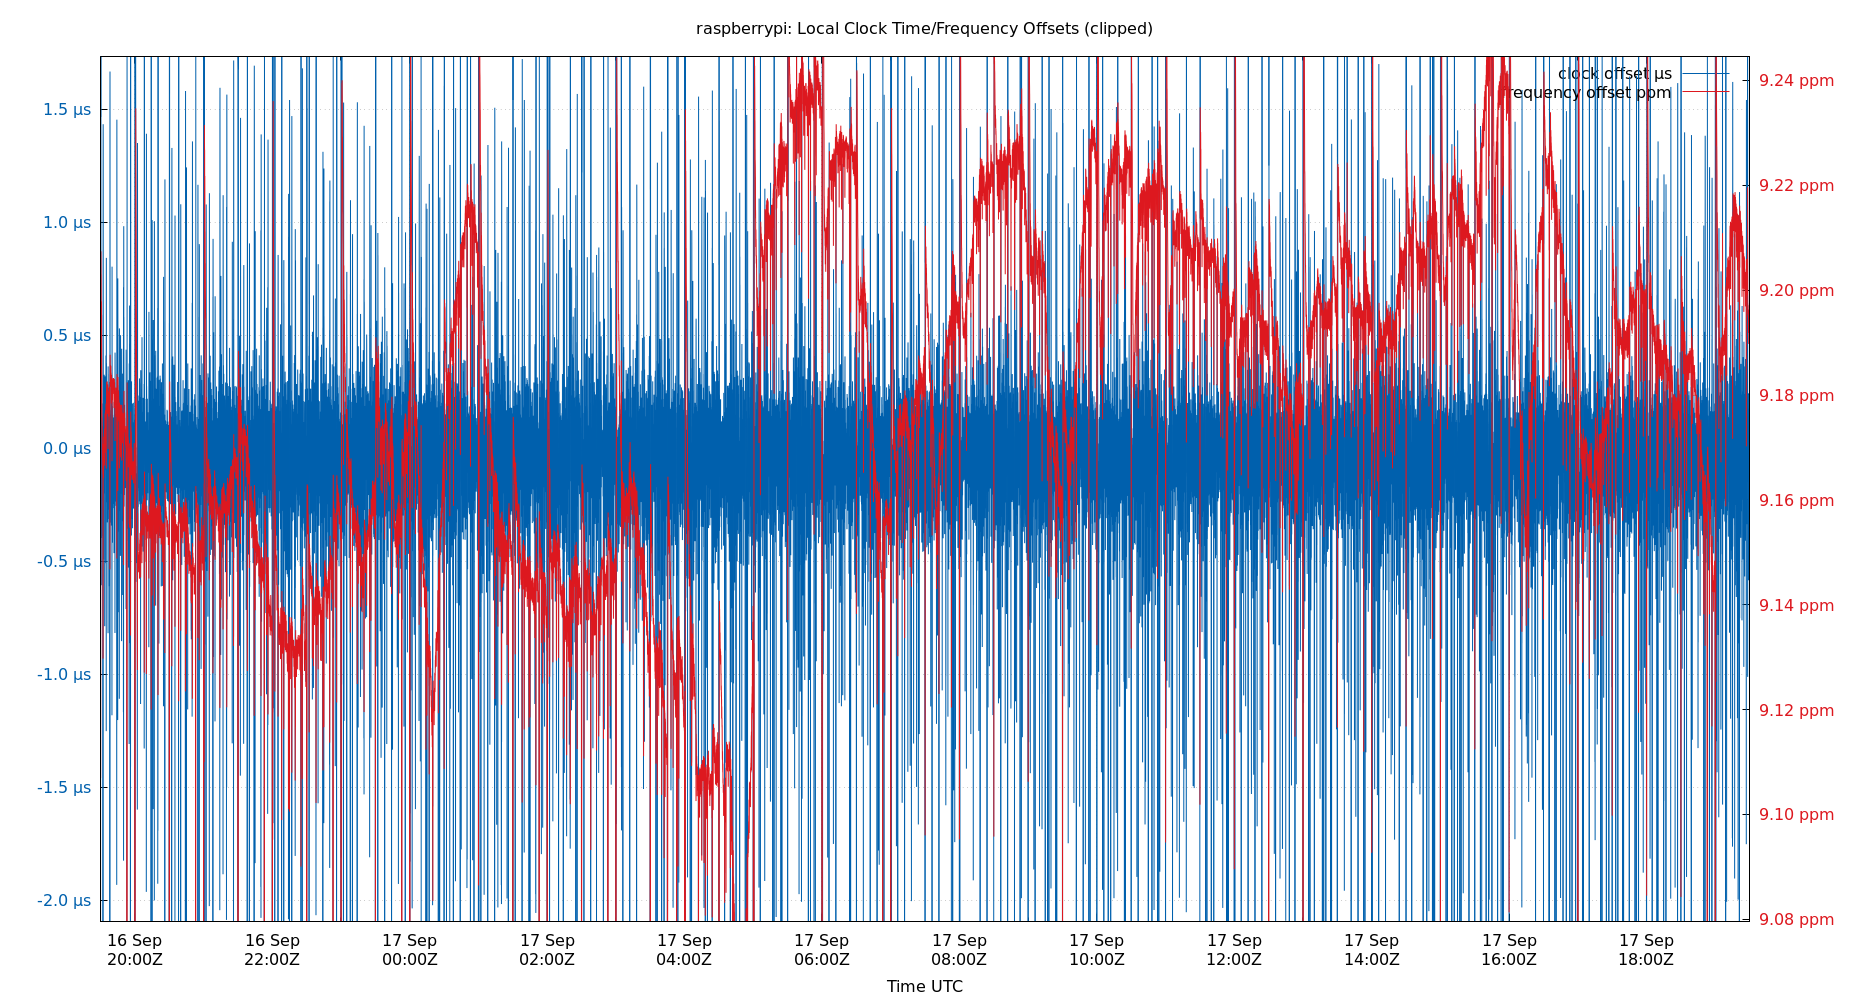 raspberrypi: Local Clock Time/Frequency Offsets (clipped)
clock offset µs
frequency offset ppm
1.5 µs
1.0 µs
0.5 µs
0.0 µs
-0.5 µs
-1.0 µs
-1.5 µs
-2.0 µs
9.24 ppm
9.22 ppm
9.20 ppm
9.18 ppm
9.16 ppm
9.14 ppm
9.12 ppm
9.10 ppm
9.08 ppm
16 Sep 16 Sep 17 Sep 17 Sep 17 Sep 17 Sep 17 Sep 17 Sep 17 Sep 17 Sep 17 Sep 17 Sep
20:00Z 22:00Z 00:00Z 02:00Z 04:00Z 06:00Z 08:00Z 10:00Z 12:00Z 14:00Z 16:00Z 18:00Z
Time UTC